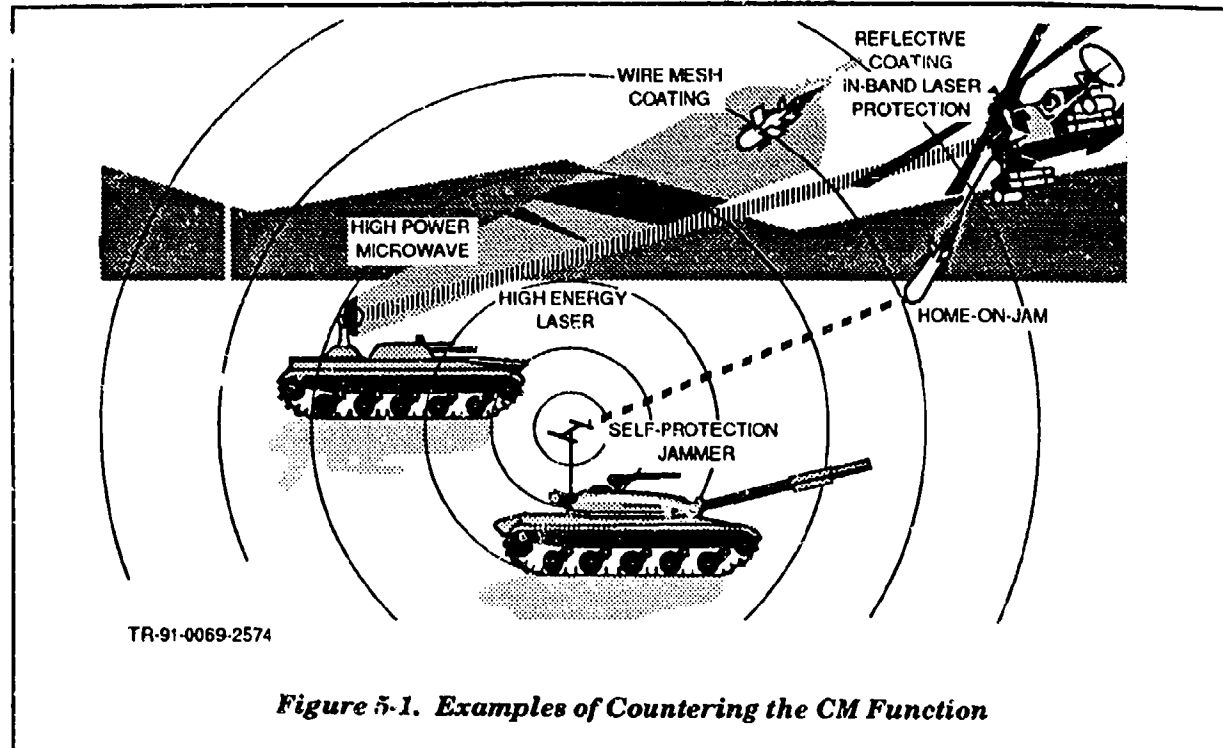 REFLECTIVE
COATING
IN-BAND LASER
PROTECTION
WIRE MESH
COATING
HIGH POWER
MICROWAVE
HIGH ENERGY
LASER
HOME-ON-JAM
SELF-PROTECTION
JAMMER
TR-91-0069-2574
Figure 5-1. Examples of Countering the CM Function